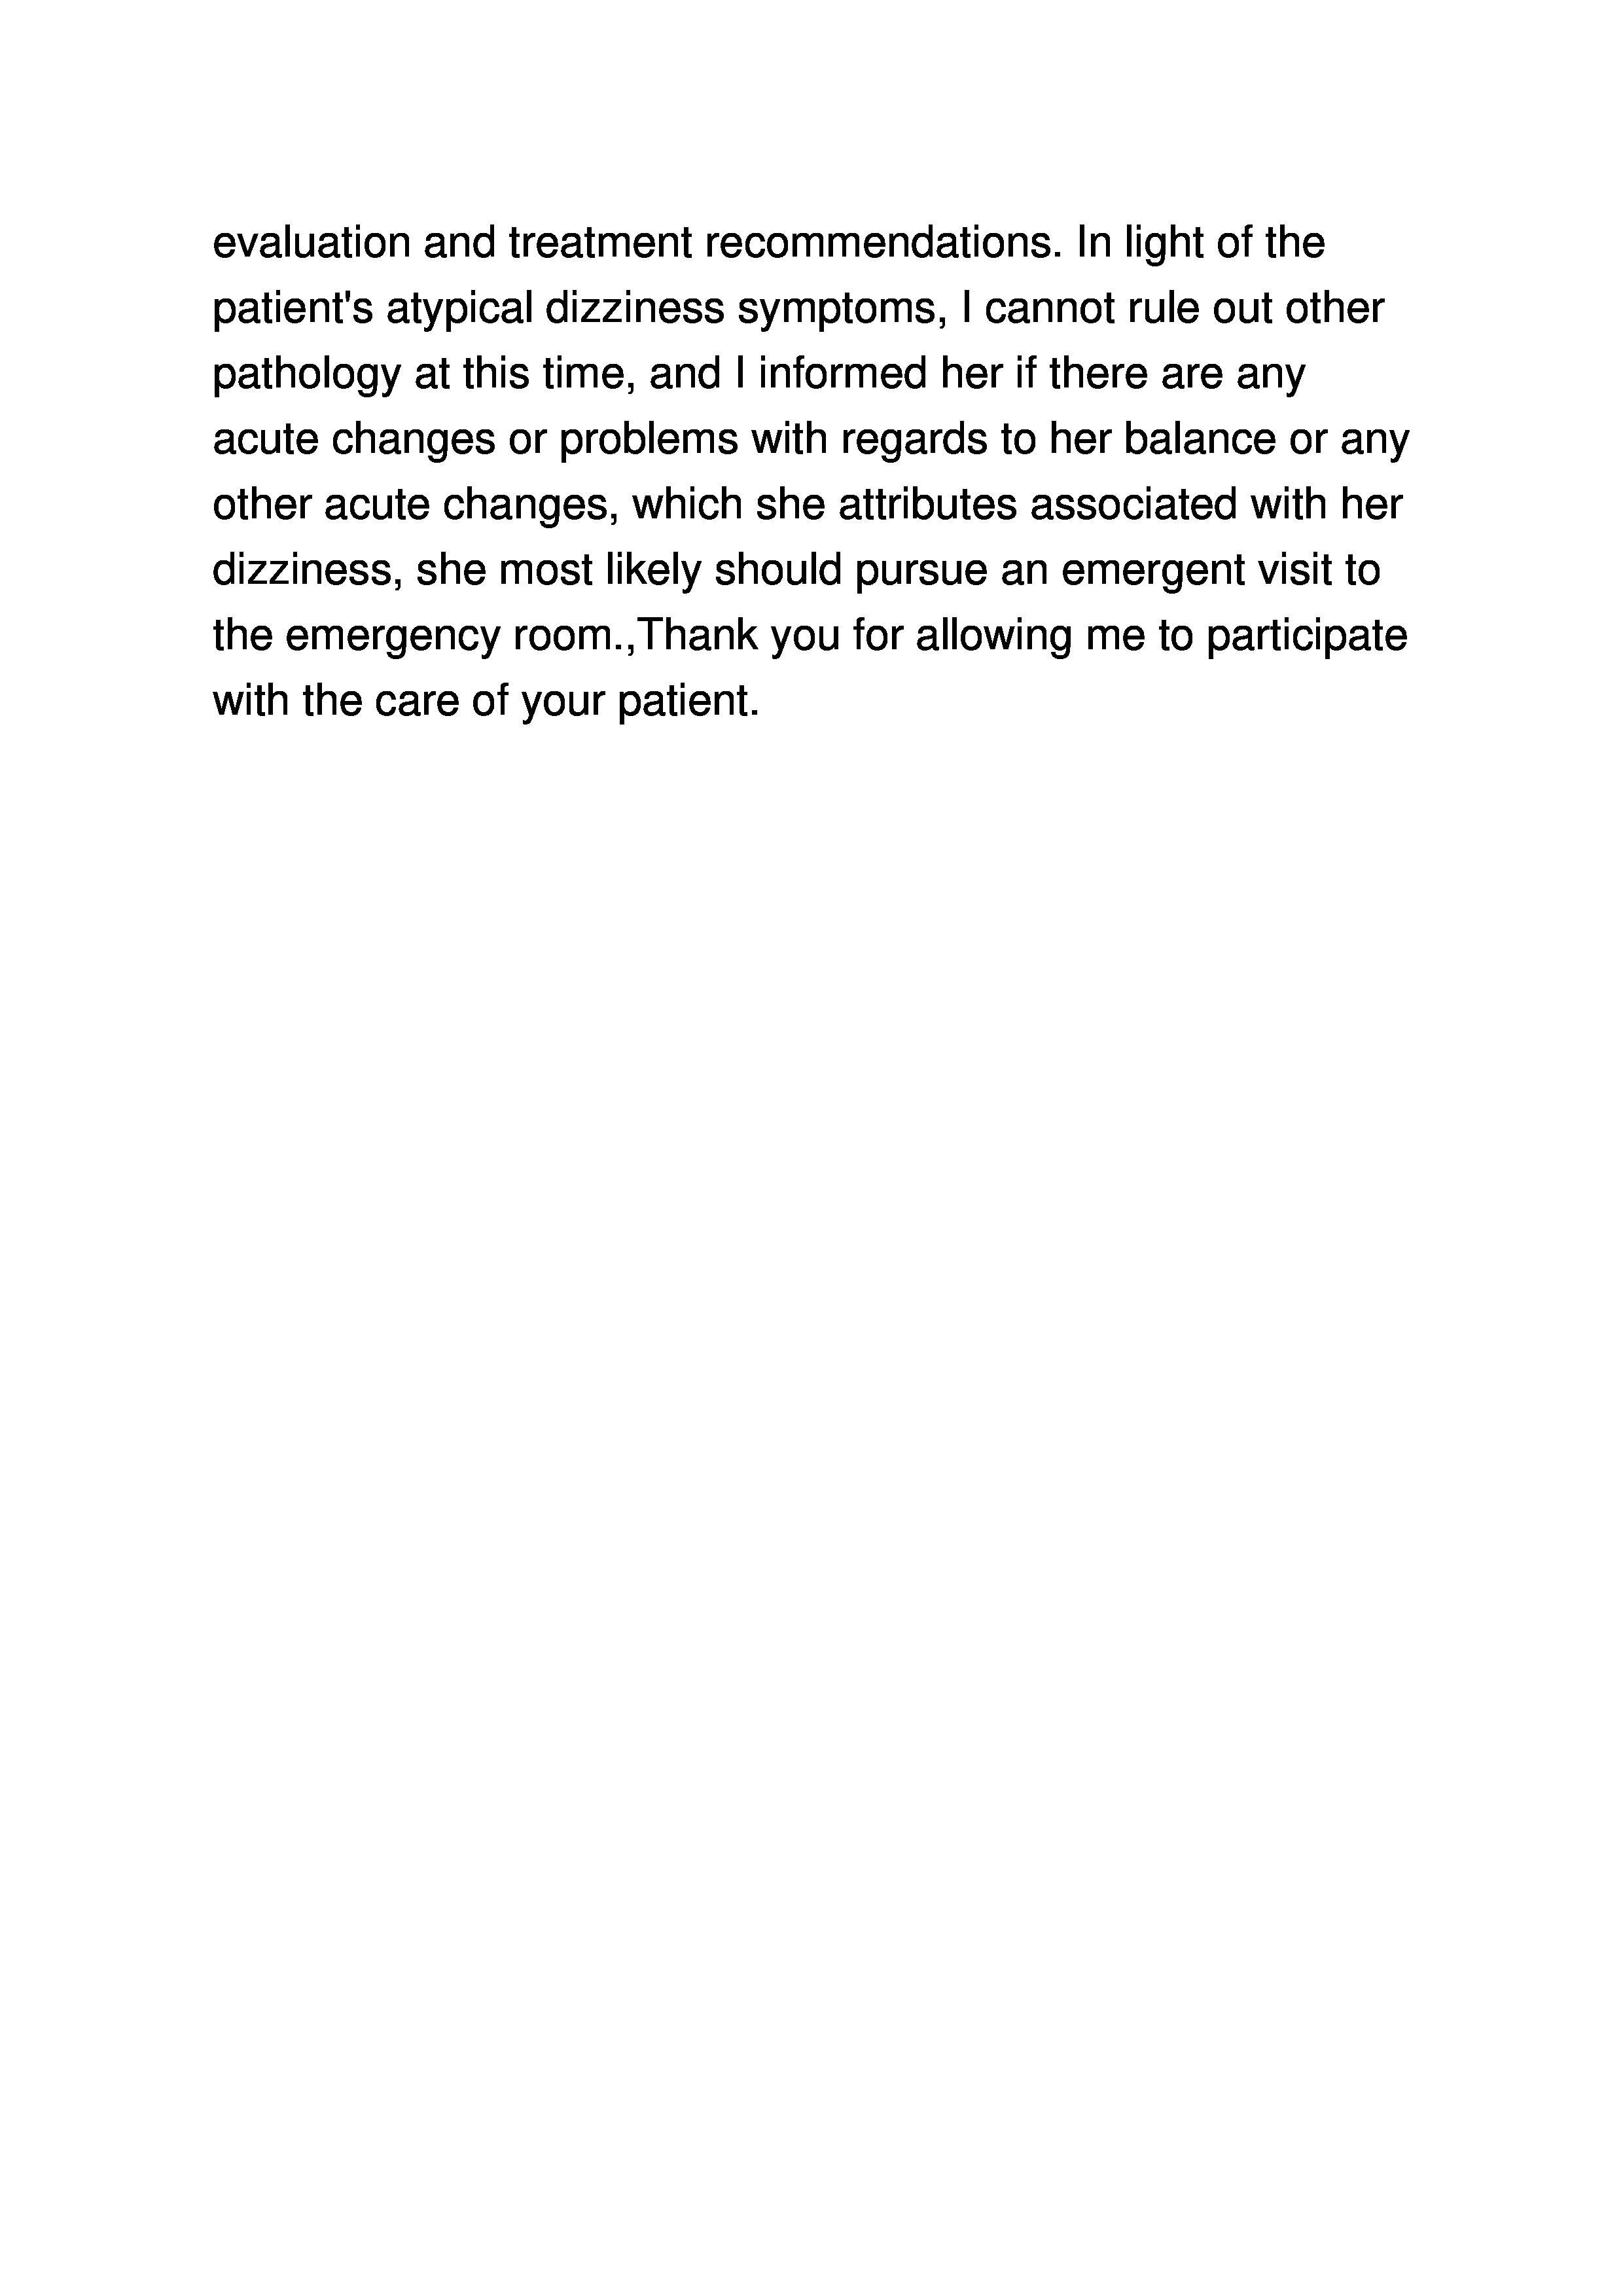 evaluation and treatment recommendations. In light of the
patient's atypical dizziness symptoms, I cannot rule out other
pathology at this time, and I informed her if there are any
acute changes or problems with regards to her balance or any
other acute changes, which she attributes associated with her
dizziness, she most likely should pursue an emergent visit to
the emergency room.,Thank you for allowing me to participate
with the care of your patient.